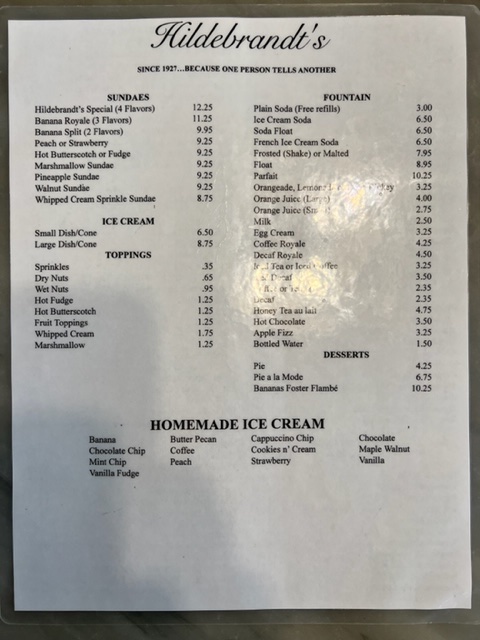 Hildebrandt's
SINCE 1927...BECAUSE ONE PERSON TELLS ANOTHER
SUNDAES
Hildebrandt's Special (4 Flavors) 12.25
Banana Royale (3 Flavors) 11.25
Banana Split (2 Flavors) 9.95
Peach or Strawberry 9.25
Hot Butterscotch or Fudge 9.25
Marshmallow Sundae 9.25
Pineapple Sundae 9.25
Walnut Sundae 9.25
Whipped Cream Sprinkle Sundae 8.75
ICE CREAM
Small Dish/Cone 6.50
Large Dish/Cone 8.75
TOPPINGS
Sprinkles .35
Dry Nuts .65
Wet Nuts .95
Hot Fudge 1.25
Hot Butterscotch 1.25
Fruit Toppings 1.25
Whipped Cream 1.75
Marshmallow 1.25
FOUNTAIN
Plain Soda (Free refills) 3.00
Ice Cream Soda 6.50
Soda Float 6.50
French Ice Cream Soda 6.50
Frosted (Shake) or Malted 7.95
Float 8.95
Parfait 10.25
Orangeade, 3.25
Orange Juice (Large) 4.00
Orange Juice (Small) 2.75
Milk 2.50
Egg Cream 3.25
Coffee Royale 4.25
Decaf Royale 4.50
Iced Tea or Iced Coffee 3.25
Decaf 3.50
or 2.35
Decaf 2.35
Honey Tea au lait 4.75
Hot Chocolate 3.50
Apple Fizz 3.25
Bottled Water 1.50
DESSERTS
Pie 4.25
Pie a la Mode 6.75
Bananas Foster Flambé 10.25
HOMEMADE ICE CREAM
Banana Butter Pecan Cappuccino Chip Chocolate
Chocolate Chip Coffee Cookies n' Cream Maple Walnut
Mint Chip Peach Strawberry Vanilla
Vanilla Fudge